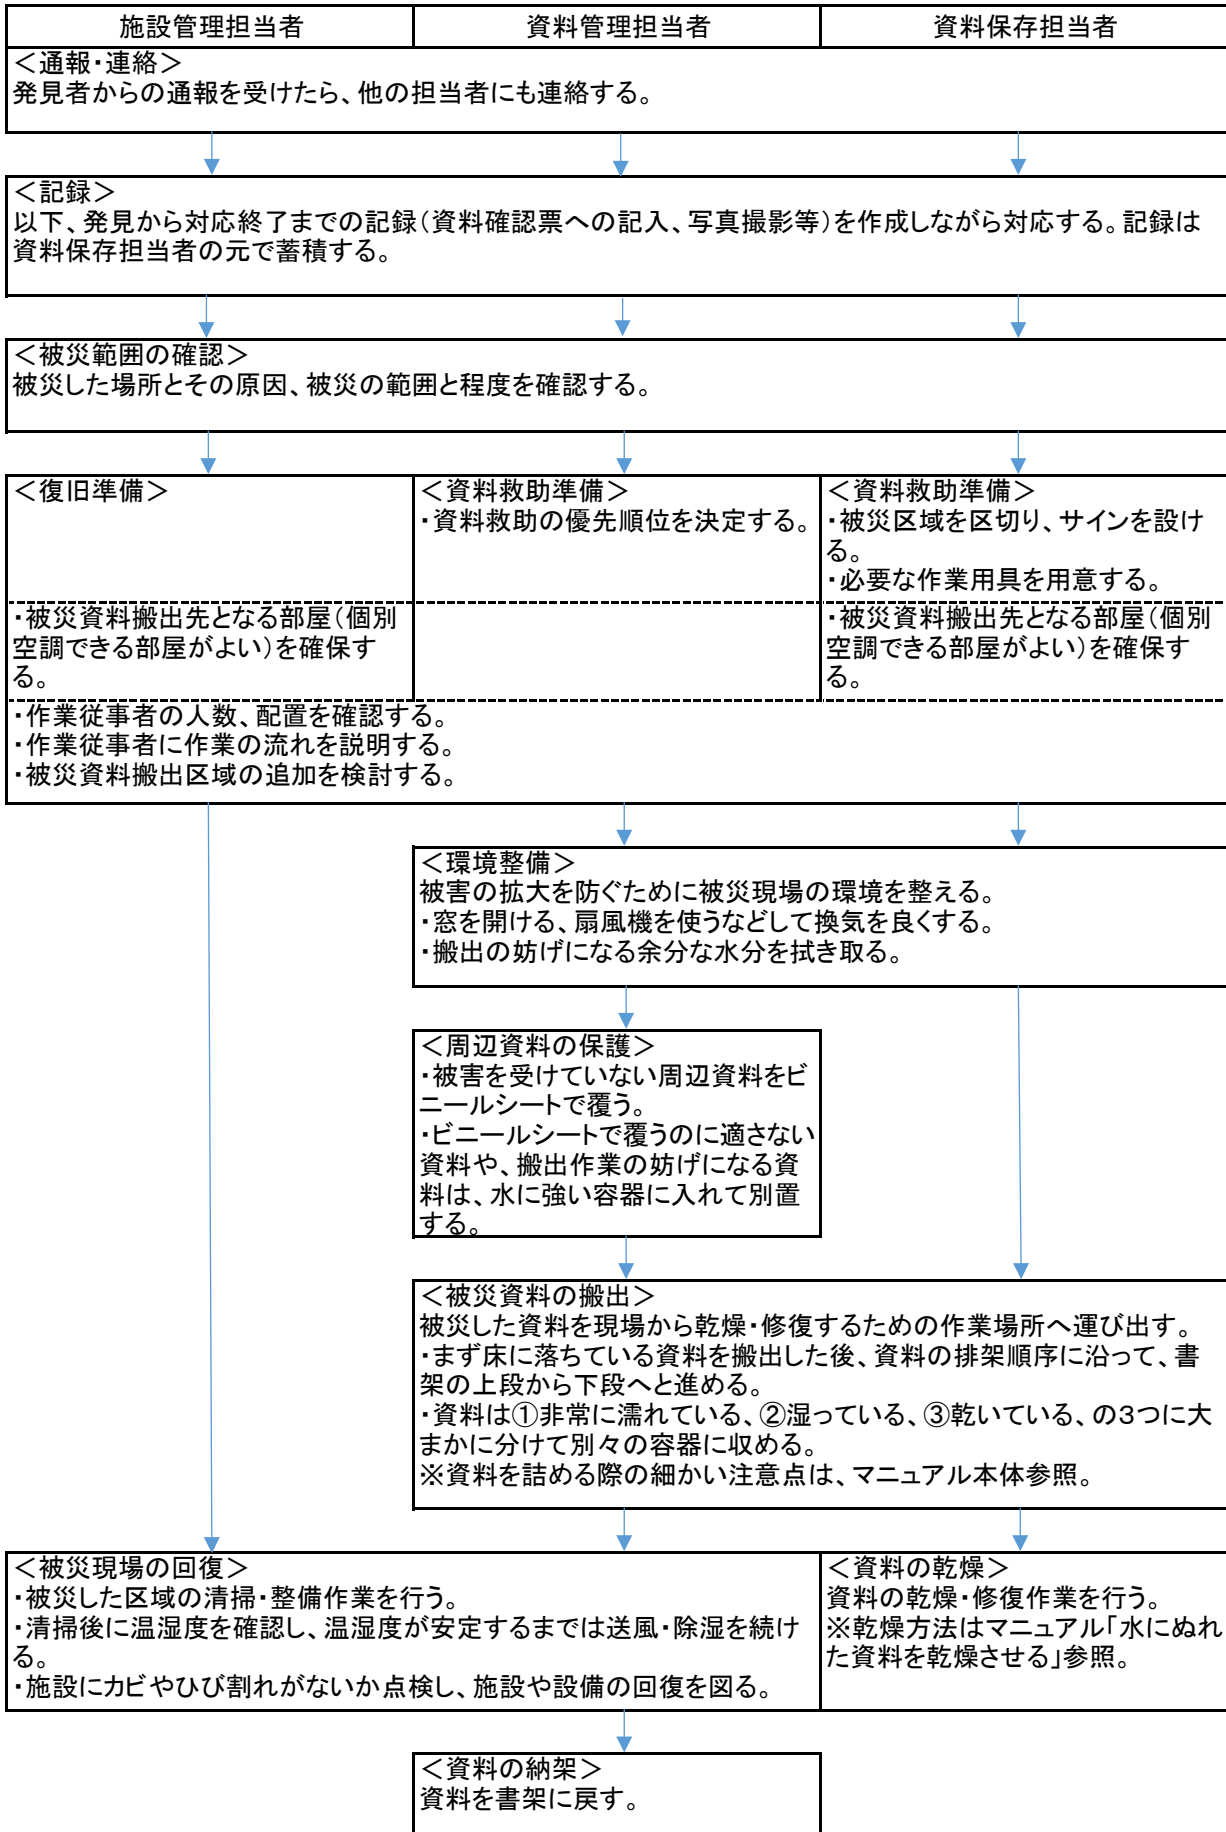 施設管理担当者
資料管理担当者
資料保存担当者
＜通報・連絡＞
発見者からの通報を受けたら、他の担当者にも連絡する。
＜記録＞
以下、発見から対応終了までの記録（資料確認票への記入、写真撮影等）を作成しながら対応する。記録は
資料保存担当者の元で蓄積する。
＜被災範囲の確認＞
被災した場所とその原因、被災の範囲と程度を確認する。
＜復旧準備＞
＜資料救助準備＞
・資料救助の優先順位を決定する。
＜資料救助準備＞
・被災区域を区切り、サインを設け
る。
・必要な作業用具を用意する。
・被災資料搬出先となる部屋（個別
空調できる部屋がよい）を確保す
る。
・被災資料搬出先となる部屋（個別
空調できる部屋がよい）を確保す
る。
・作業従事者の人数、配置を確認する。
・作業従事者に作業の流れを説明する。
・被災資料搬出区域の追加を検討する。
＜環境整備＞
被害の拡大を防ぐために被災現場の環境を整える。
・窓を開ける、扇風機を使うなどして換気を良くする。
・搬出の妨げになる余分な水分を拭き取る。
＜周辺資料の保護＞
・被害を受けていない周辺資料をビ
ニールシートで覆う。
・ビニールシートで覆うのに適さない
資料や、搬出作業の妨げになる資
料は、水に強い容器に入れて別置
する。
＜被災資料の搬出＞
被災した資料を現場から乾燥・修復するための作業場所へ運び出す。
・まず床に落ちている資料を搬出した後、資料の排架順序に沿って、書
架の上段から下段へと進める。
・資料は①非常に濡れている、②湿っている、③乾いている、の３つに大
まかに分けて別々の容器に収める。
※資料を詰める際の細かい注意点は、マニュアル本体参照。
＜被災現場の回復＞
・被災した区域の清掃・整備作業を行う。
・清掃後に温湿度を確認し、温湿度が安定するまでは送風・除湿を続け
る。
・施設にカビやひび割れがないか点検し、施設や設備の回復を図る。
＜資料の乾燥＞
資料の乾燥・修復作業を行う。
※乾燥方法はマニュアル「水にぬれ
た資料を乾燥させる」参照。
＜資料の納架＞
資料を書架に戻す。